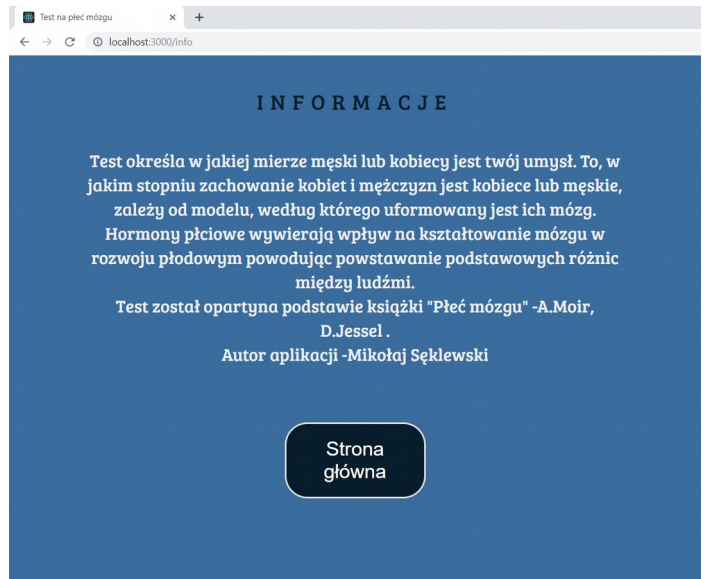 Test na płeć mózgu
localhost:3000/info
INFORMACJE
Test określa w jakiej mierze męski lub kobiecy jest twój umysł. To, w
jakim stopniu zachowanie kobiet i mężczyzn jest kobiece lub męskie,
zależy od modelu, według którego uformowany jest ich mózg.
Hormony płciowe wywierają wpływ na kształtowanie mózgu w
rozwoju płodowym powodując powstawanie podstawowych różnic
między ludźmi.
Test został opartyna podstawie książki "Płeć mózgu" -A.Moir,
D.Jessel .
Autor aplikacji -Mikołaj Sęklewski
Strona
główna